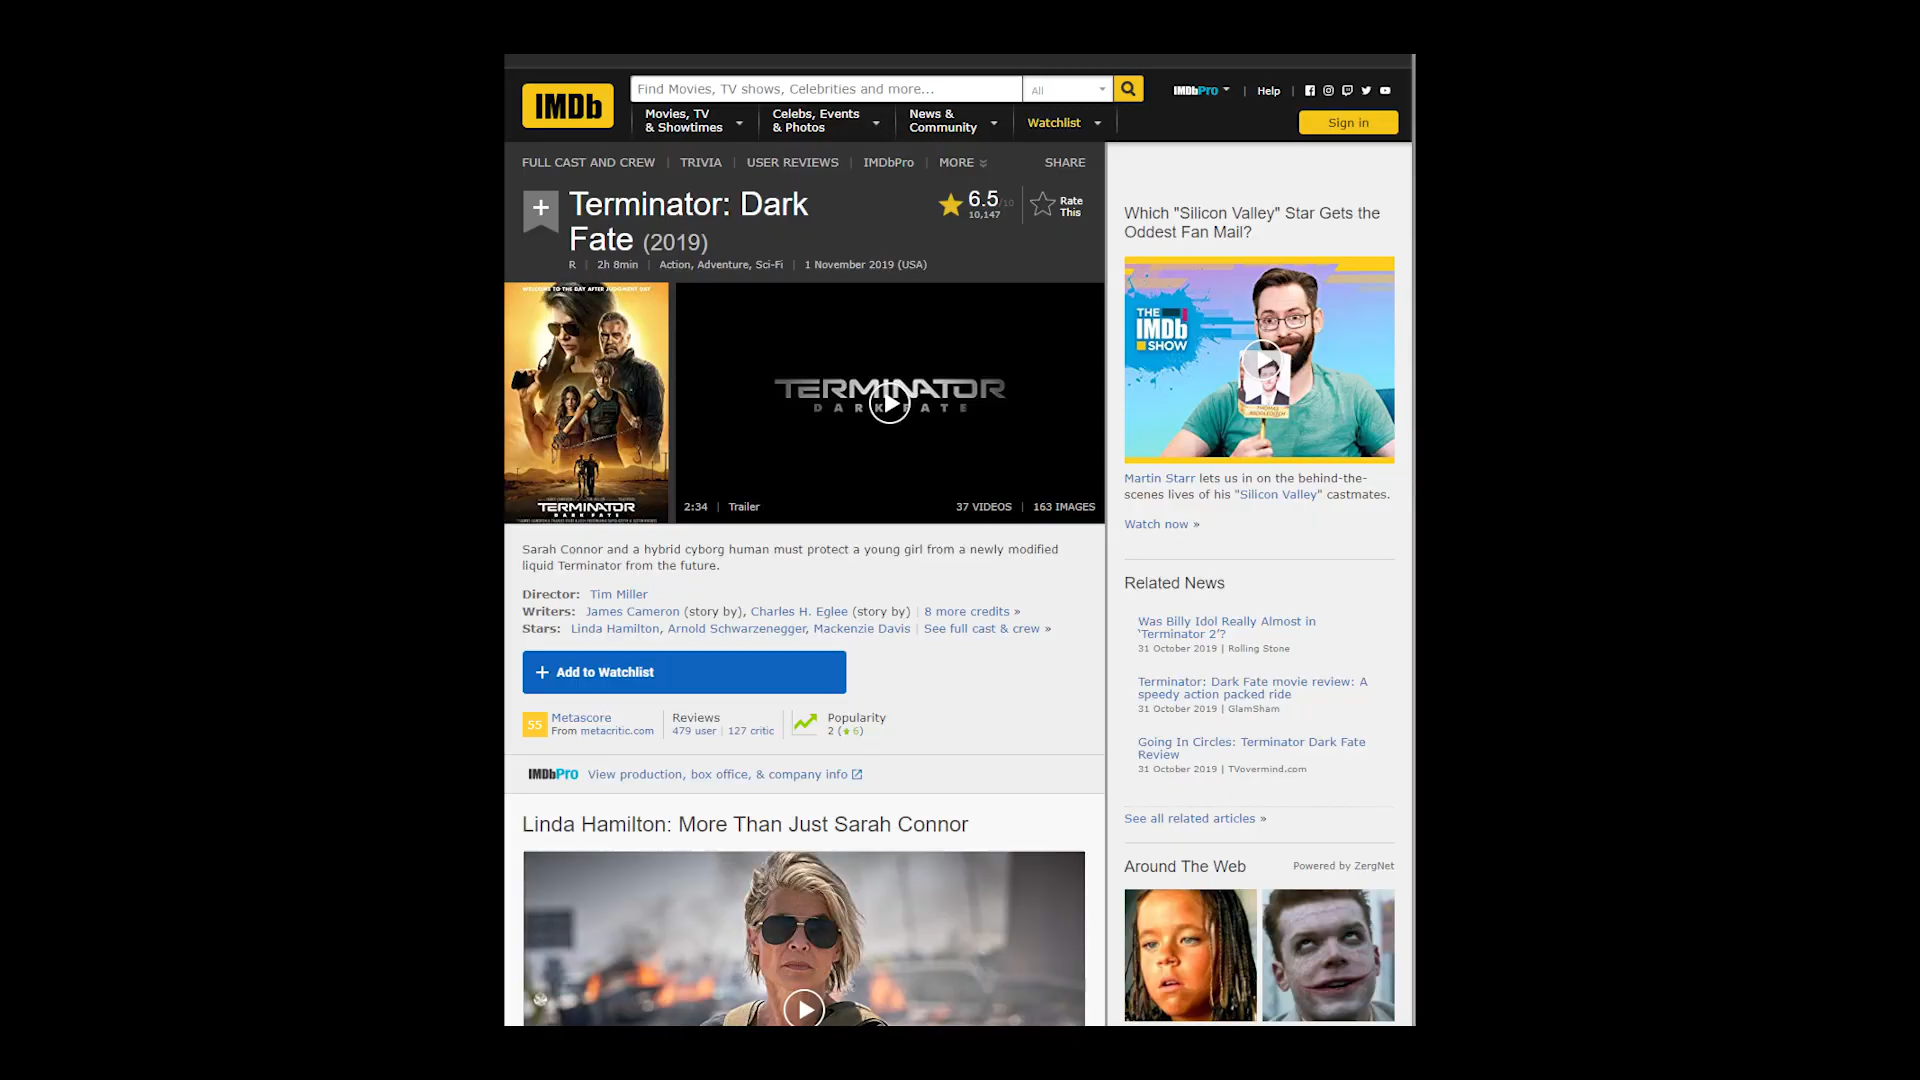 IMDb
Find Movies, TV shows, Celebrities and more...
All
IMDbPro
Help
Movies, TV
& Showtimes
Celebs, Events
& Photos
News &
Community
Watchlist
Sign in
FULL CAST AND CREW | TRIVIA | USER REVIEWS | IMDbPro | MORE
SHARE
Terminator: Dark
Fate (2019)
6.5/10
10,147
Rate
This
R | 2h 8min | Action, Adventure, Sci-Fi | 1 November 2019 (USA)
WELCOME TO THE DAY AFTER JUDGMENT DAY
TERMINATOR
DARK FATE
TERMINATOR
DARK FATE
2:34 | Trailer
37 VIDEOS | 163 IMAGES
Sarah Connor and a hybrid cyborg human must protect a young girl from a newly modified
liquid Terminator from the future.
Director: Tim Miller
Writers: James Cameron (story by), Charles H. Eglee (story by) | 8 more credits »
Stars: Linda Hamilton, Arnold Schwarzenegger, Mackenzie Davis | See full cast & crew »
+ Add to Watchlist
55
Metascore
From metacritic.com
Reviews
479 user | 127 critic
Popularity
2 (6)
IMDbPro View production, box office, & company info
Linda Hamilton: More Than Just Sarah Connor
Which "Silicon Valley" Star Gets the
Oddest Fan Mail?
THE
IMDb
SHOW
Martin Starr lets us in on the behind-the-
scenes lives of his "Silicon Valley" castmates.
Watch now »
Related News
Was Billy Idol Really Almost in
‘Terminator 2’?
31 October 2019 | Rolling Stone
Terminator: Dark Fate movie review: A
speedy action packed ride
31 October 2019 | GlamSham
Going In Circles: Terminator Dark Fate
Review
31 October 2019 | TVovermind.com
See all related articles »
Around The Web
Powered by ZergNet